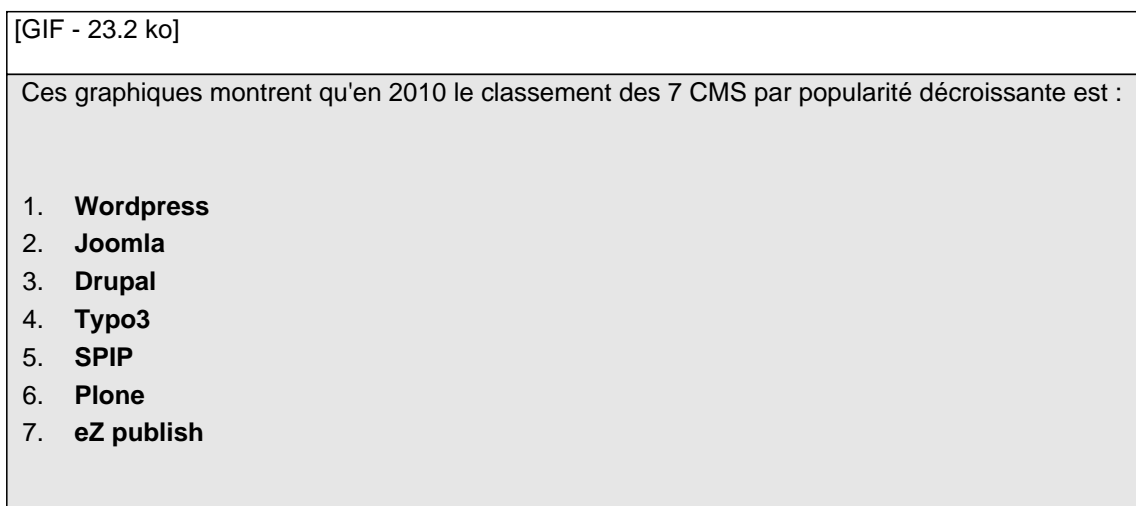 [GIF - 23.2 ko]
Ces graphiques montrent qu'en 2010 le classement des 7 CMS par popularité décroissante est :
1. Wordpress
2. Joomla
3. Drupal
4. Typo3
5. SPIP
6. Plone
7. eZ publish